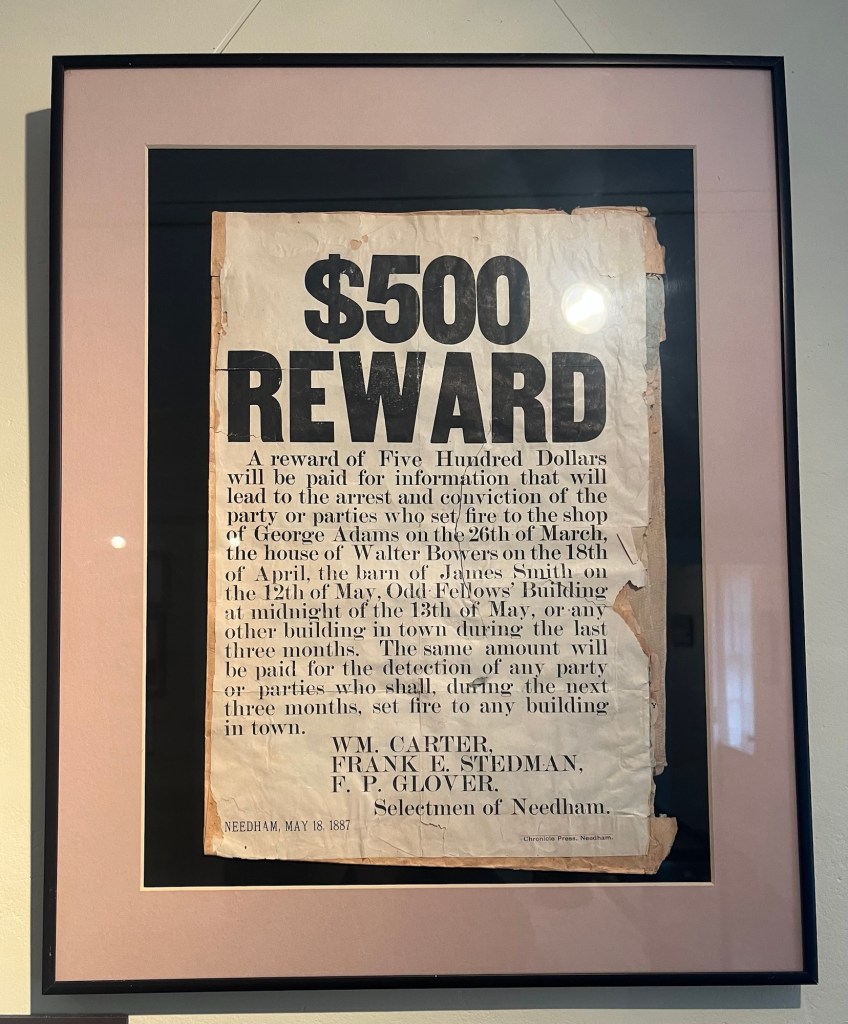 $500
REWARD
A reward of Five Hundred Dollars
will be paid for information that will
lead to the arrest and conviction of the
party or parties who set fire to the shop
of George Adams on the 26th of March,
the house of Walter Bowers on the 18th
of April, the barn of James Smith on
the 12th of May, Odd Fellows' Building
at midnight of the 13th of May, or any
other building in town during the last
three months. The same amount will
be paid for the detection of any party
or parties who shall, during the next
three months, set fire to any building
in town.
WM. CARTER,
FRANK E. STEDMAN,
F. P. GLOVER.
Selectmen of Needham.
NEEDHAM, MAY 18, 1887
Chronicle Press, Needham.